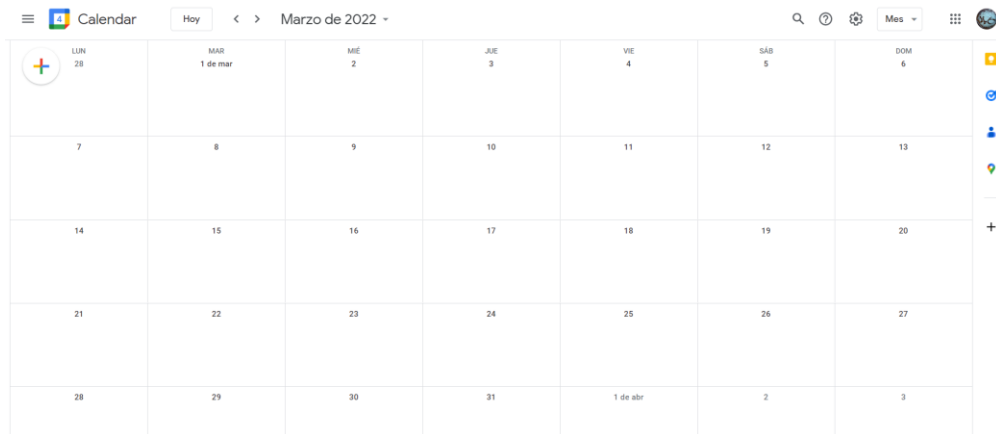 4 Calendar Hoy Marzo de 2022 Mes
LUN MAR MIÉ JUE VIE SÁB DOM
28 1 de mar 2 3 4 5 6
7 8 9 10 11 12 13
14 15 16 17 18 19 20
21 22 23 24 25 26 27
28 29 30 31 1 de abr 2 3